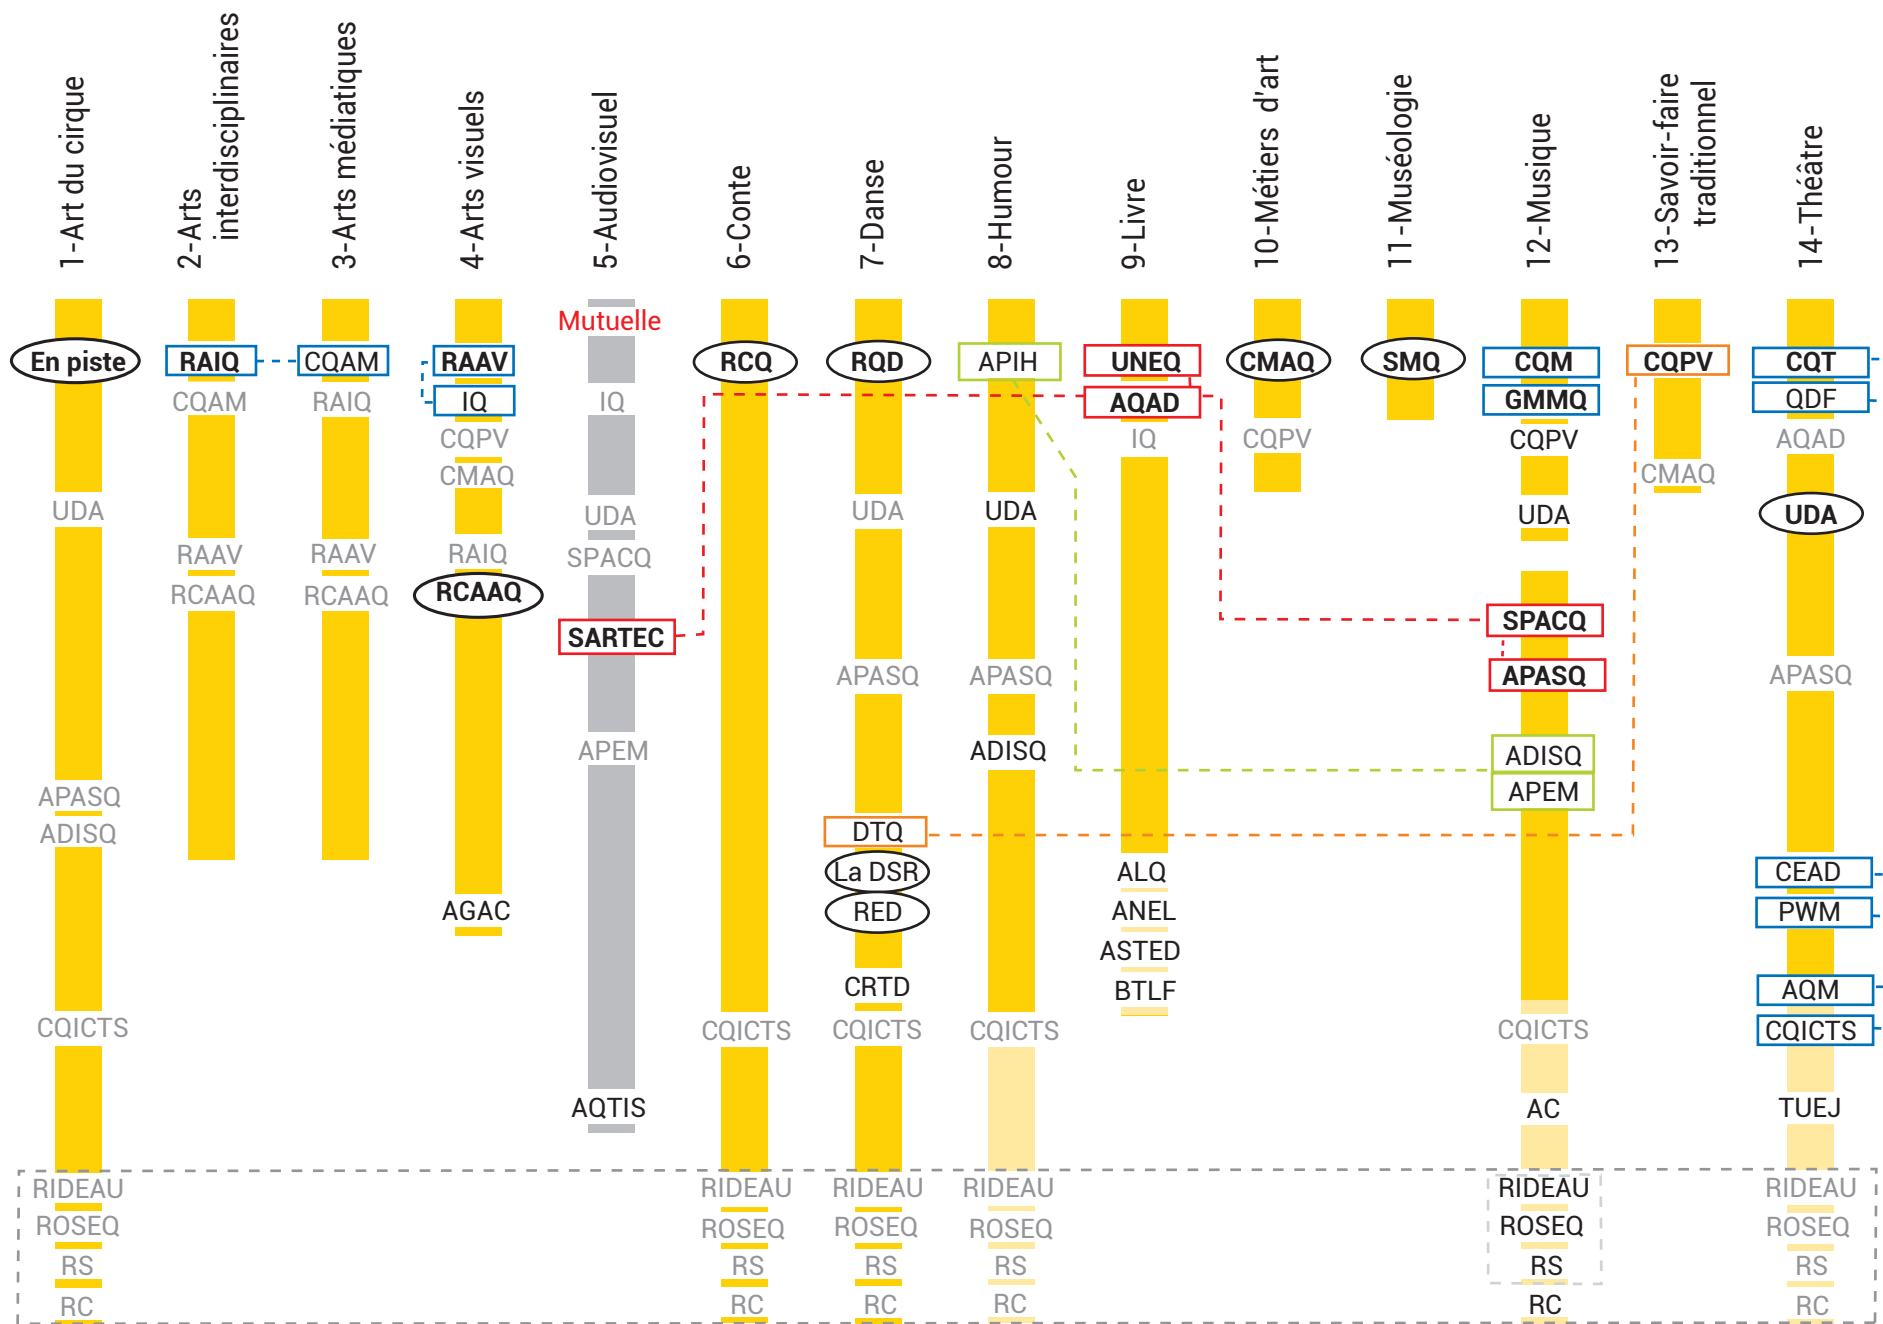 1-Art du cirque
2-Arts
interdisciplinaires
3-Arts médiatiques
4-Arts visuels
5-Audiovisuel
6-Conte
7-Danse
8-Humour
9-Livre
10-Métiers d'art
11-Muséologie
12-Musique
13-Savoir-faire
traditionnel
14-Théâtre
En piste
UDA
APASQ
ADISQ
CQICTS
RIDEAU
ROSEQ
RS
RC
RAIQ
CQAM
RAAV
RCAAQ
CQAM
RAIQ
RAAV
RCAAQ
RAAV
IQ
CQPV
CMAQ
RAIQ
RCAAQ
AGAC
Mutuelle
IQ
UDA
SPACQ
SARTEC
APEM
AQTIS
RCQ
CQICTS
RIDEAU
ROSEQ
RS
RC
RQD
UDA
APASQ
DTQ
La DSR
RED
CRTD
CQICTS
RIDEAU
ROSEQ
RS
RC
APIH
UDA
APASQ
ADISQ
CQICTS
RIDEAU
ROSEQ
RS
RC
UNEQ
AQAD
IQ
ALQ
ANEL
ASTED
BTLF
CMAQ
CQPV
SMQ
CQM
GMMQ
CQPV
UDA
SPACQ
APASQ
ADISQ
APEM
CQICTS
AC
RIDEAU
ROSEQ
RS
RC
CQPV
CMAQ
CQT
QDF
AQAD
UDA
APASQ
CEAD
PWM
AQM
CQICTS
TUEJ
RIDEAU
ROSEQ
RS
RC